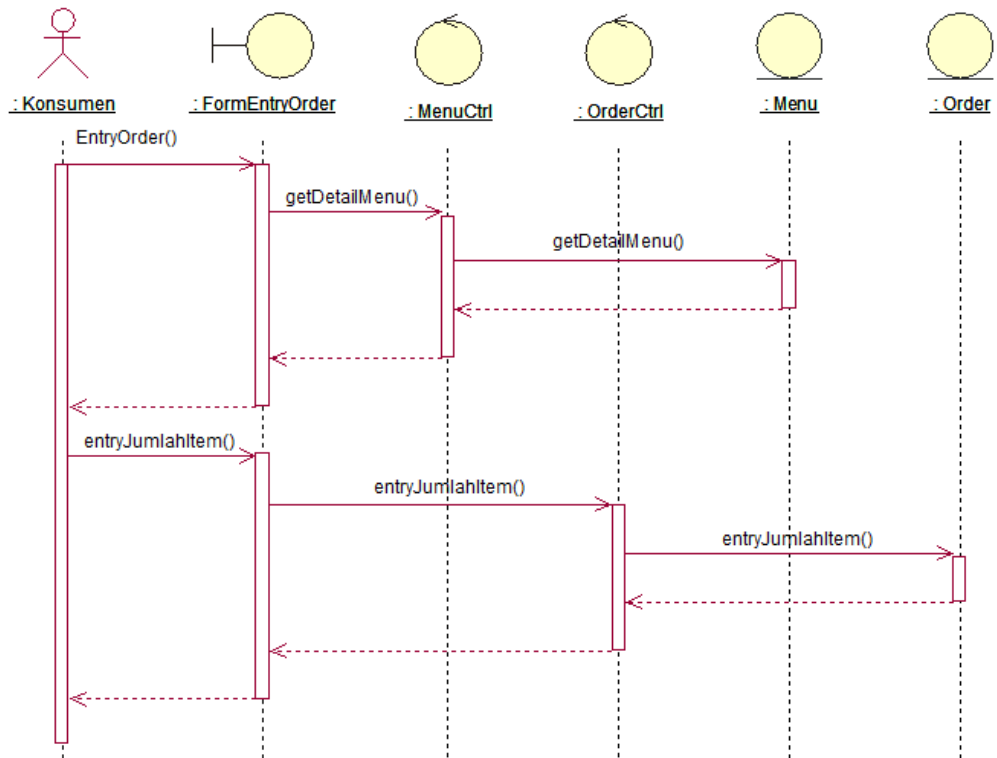 : Konsumen
: FormEntryOrder
: MenuCtrl
: OrderCtrl
: Menu
: Order
EntryOrder()
getDetailMenu()
getDetailMenu()
entryJumlahItem()
entryJumlahItem()
entryJumlahItem()